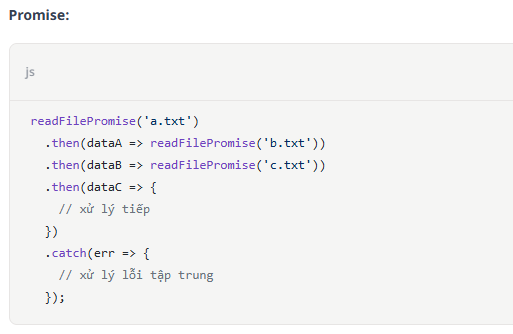 Promise:
js
readFilePromise('a.txt')
.then(dataA => readFilePromise('b.txt'))
.then(dataB => readFilePromise('c.txt'))
.then(dataC => {
// xử lý tiếp
})
.catch(err => {
// xử lý lỗi tập trung
});